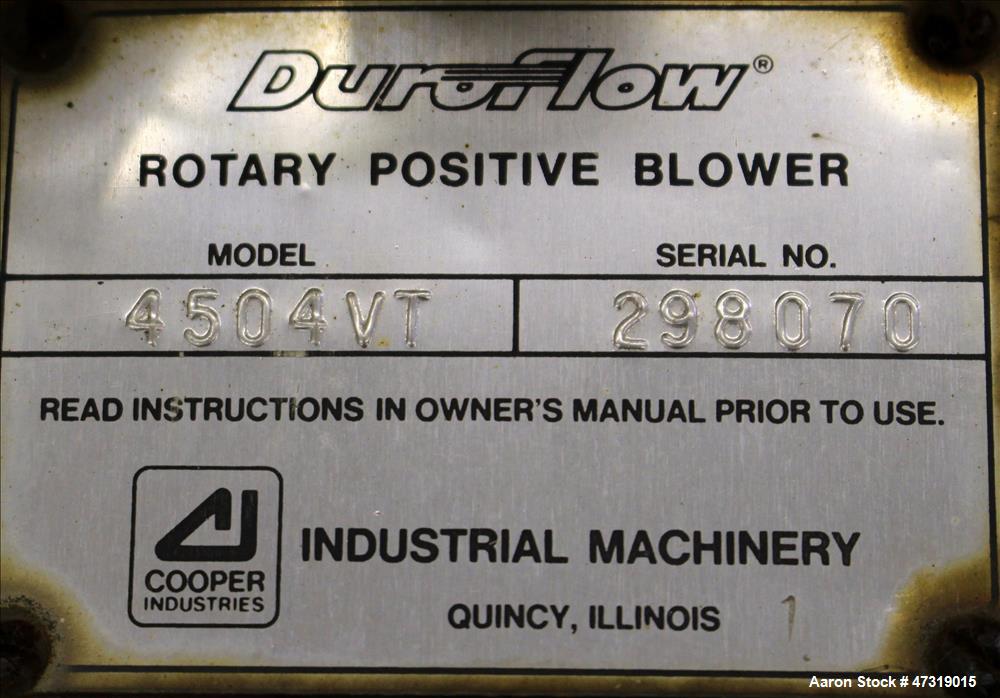 Duroflow®
ROTARY POSITIVE BLOWER
MODEL SERIAL NO.
4504VT 298070
READ INSTRUCTIONS IN OWNER'S MANUAL PRIOR TO USE.
COOPER
INDUSTRIES
INDUSTRIAL MACHINERY
QUINCY, ILLINOIS 1
Aaron Stock # 47319015